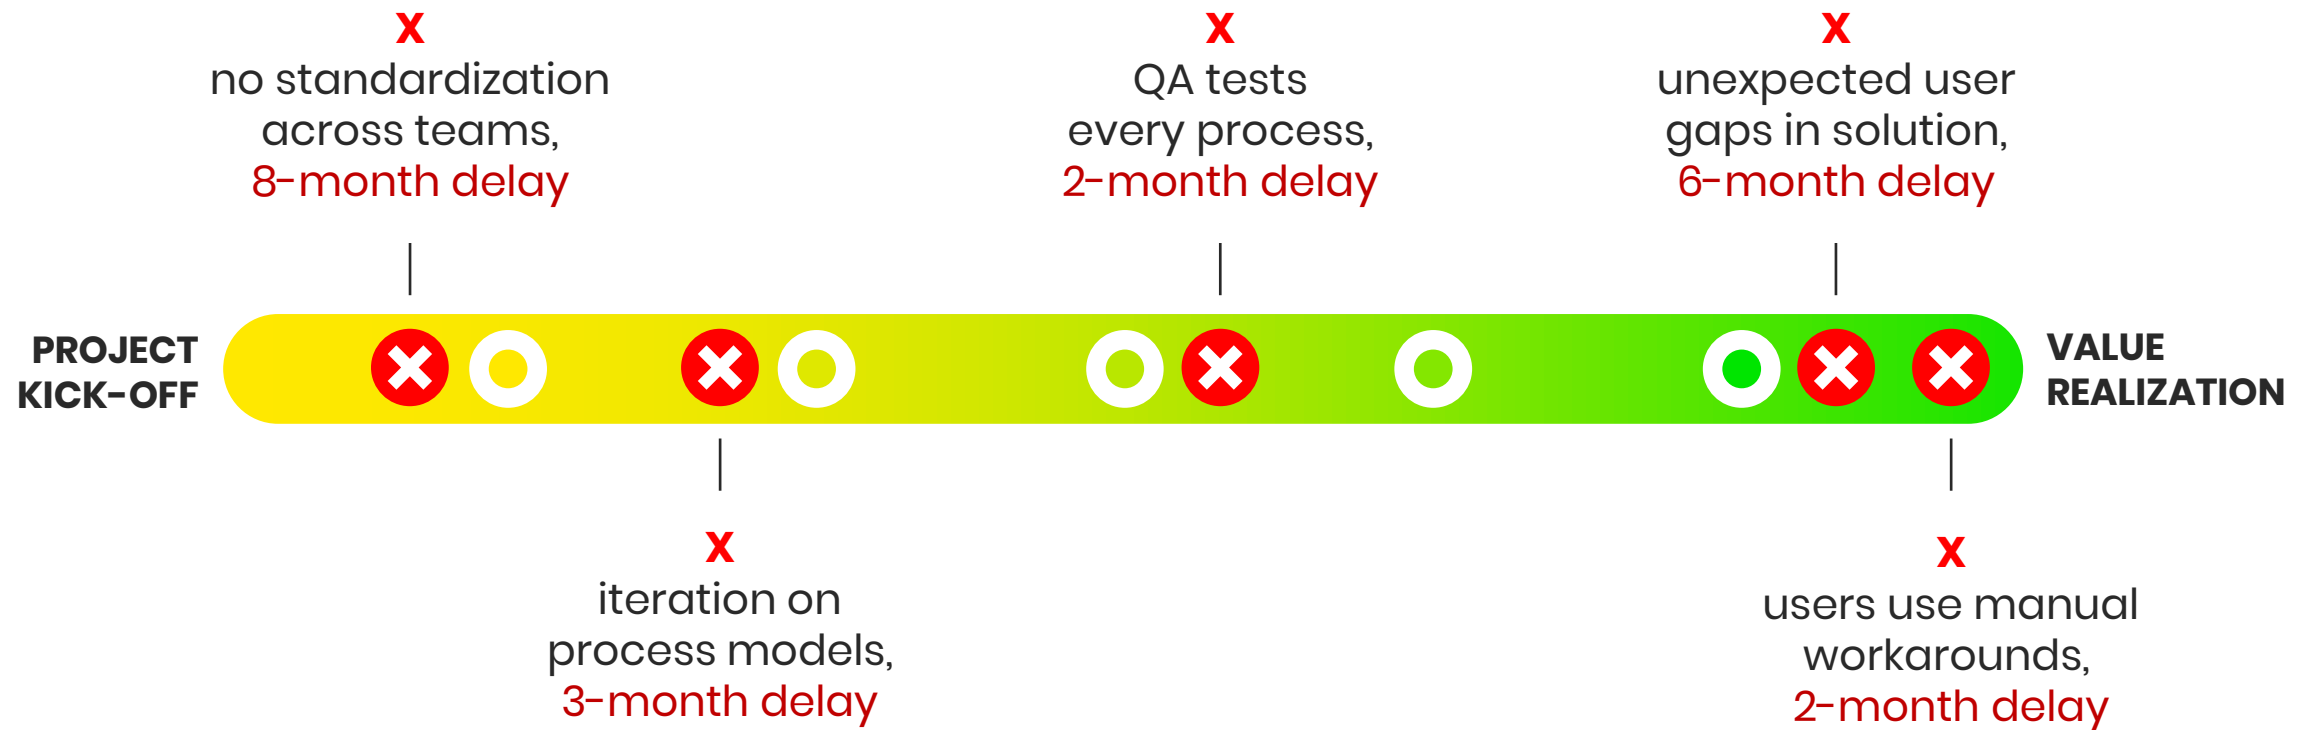 x
no standardization
across teams,
8-month delay
x
QA tests
every process,
2-month delay
x
unexpected user
gaps in solution,
6-month delay
PROJECT
KICK-OFF
VALUE
REALIZATION
x
iteration on
process models,
3-month delay
x
users use manual
workarounds,
2-month delay